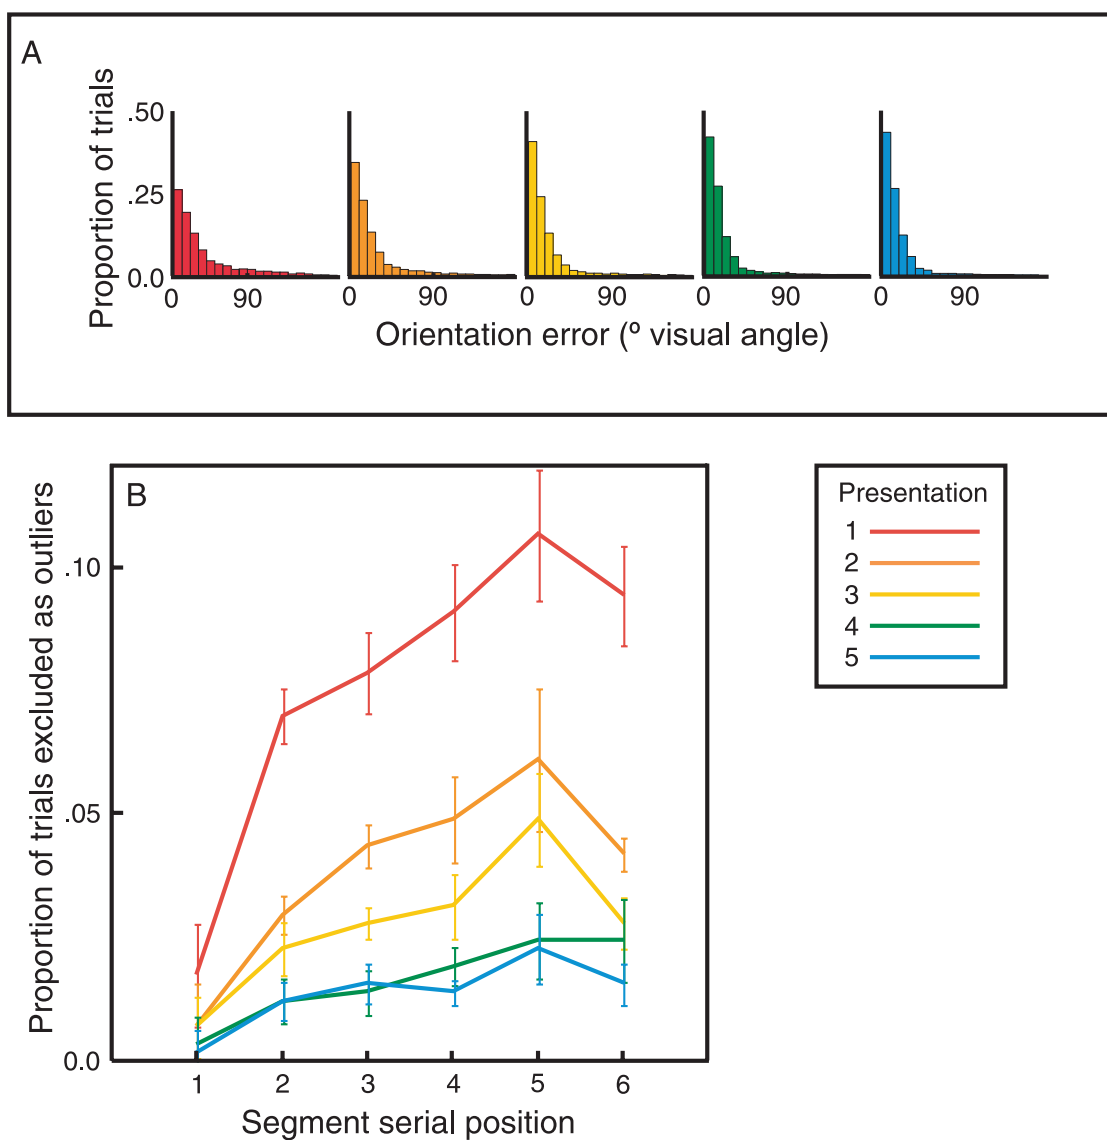 A
Proportion of trials
.50
.25
0.0
0 90 0 90 0 90 0 90 0 90
Orientation error (º visual angle)
B
Proportion of trials excluded as outliers
.10
.05
0.0
1 2 3 4 5 6
Segment serial position
Presentation
1
2
3
4
5